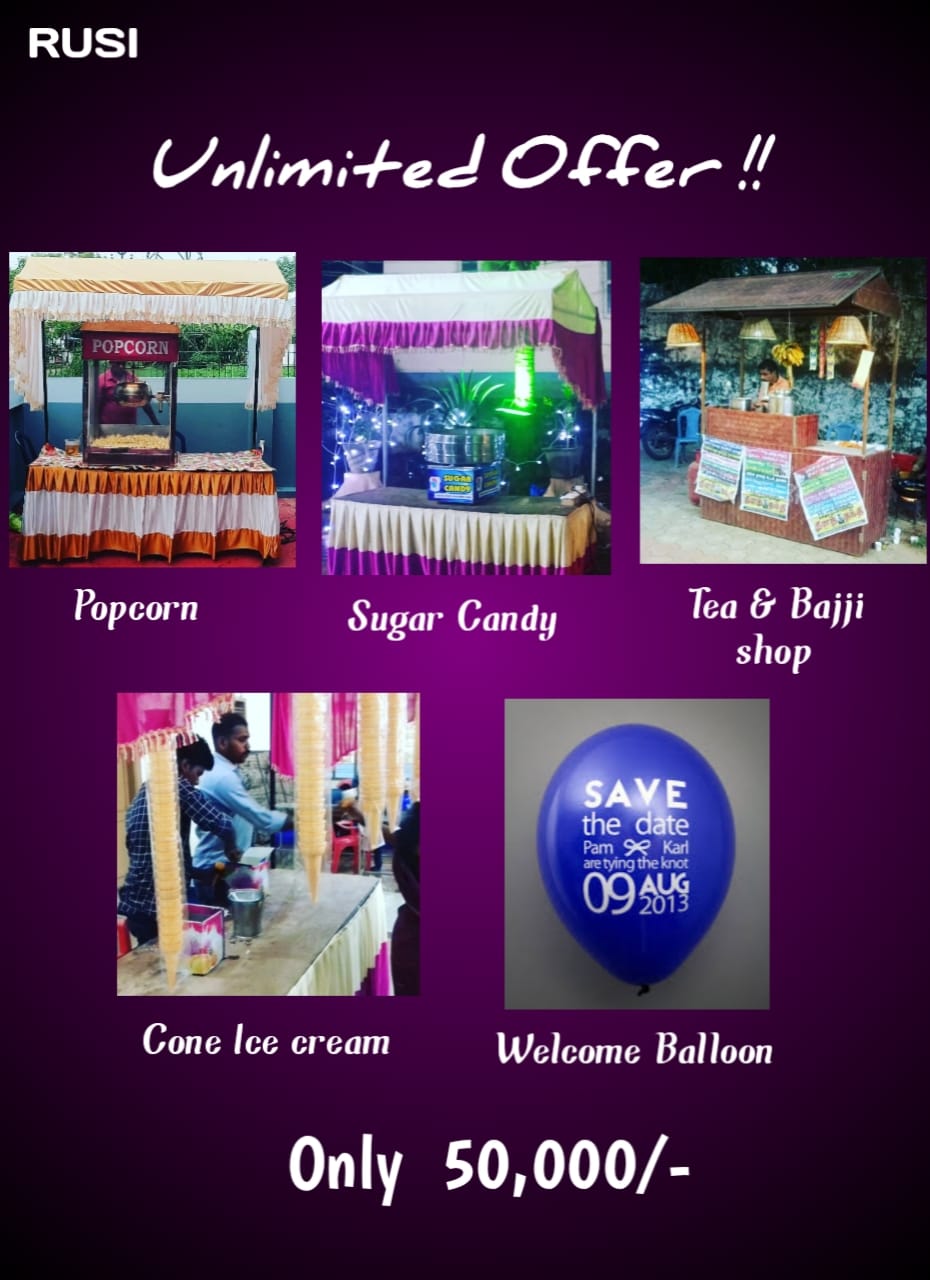 RUSI
Unlimited Offer !!
POPCORN
SUGAR
CANDY
Popcorn
Sugar Candy
Tea & Bajji
shop
SAVE
the date
Pam Karl
are tying the knot
09 AUG
2013
Cone Ice cream
Welcome Balloon
Only 50,000/-